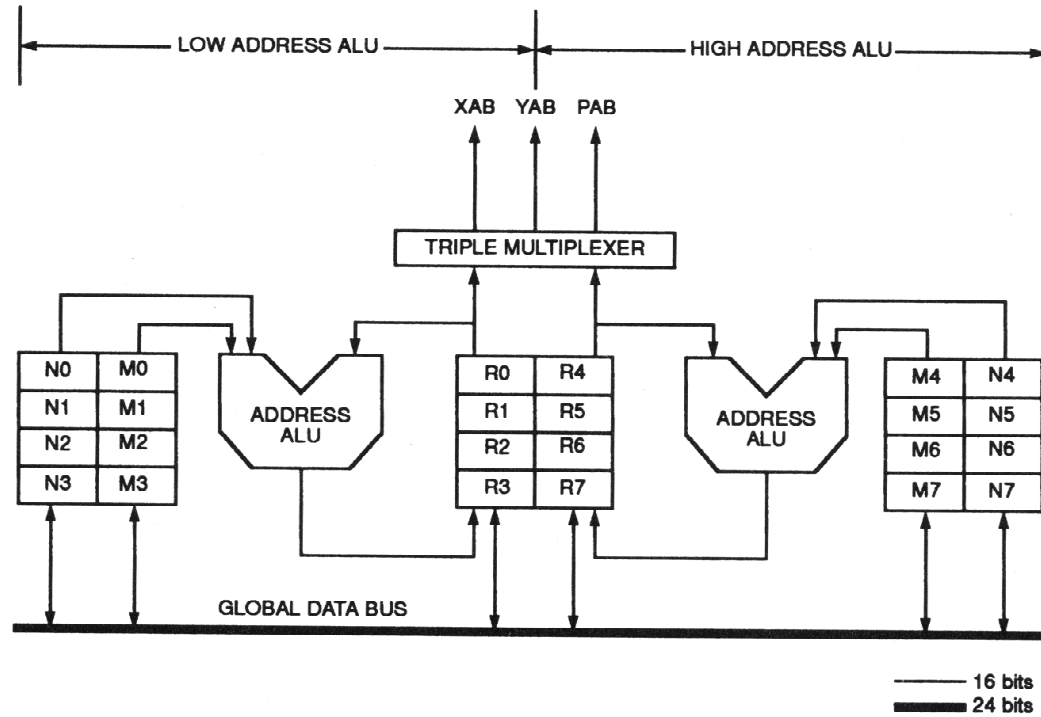 LOW ADDRESS ALU
HIGH ADDRESS ALU
XAB YAB PAB
TRIPLE MULTIPLEXER
N0 M0
N1 M1
N2 M2
N3 M3
ADDRESS
ALU
R0 R4
R1 R5
R2 R6
R3 R7
ADDRESS
ALU
M4 N4
M5 N5
M6 N6
M7 N7
GLOBAL DATA BUS
16 bits
24 bits